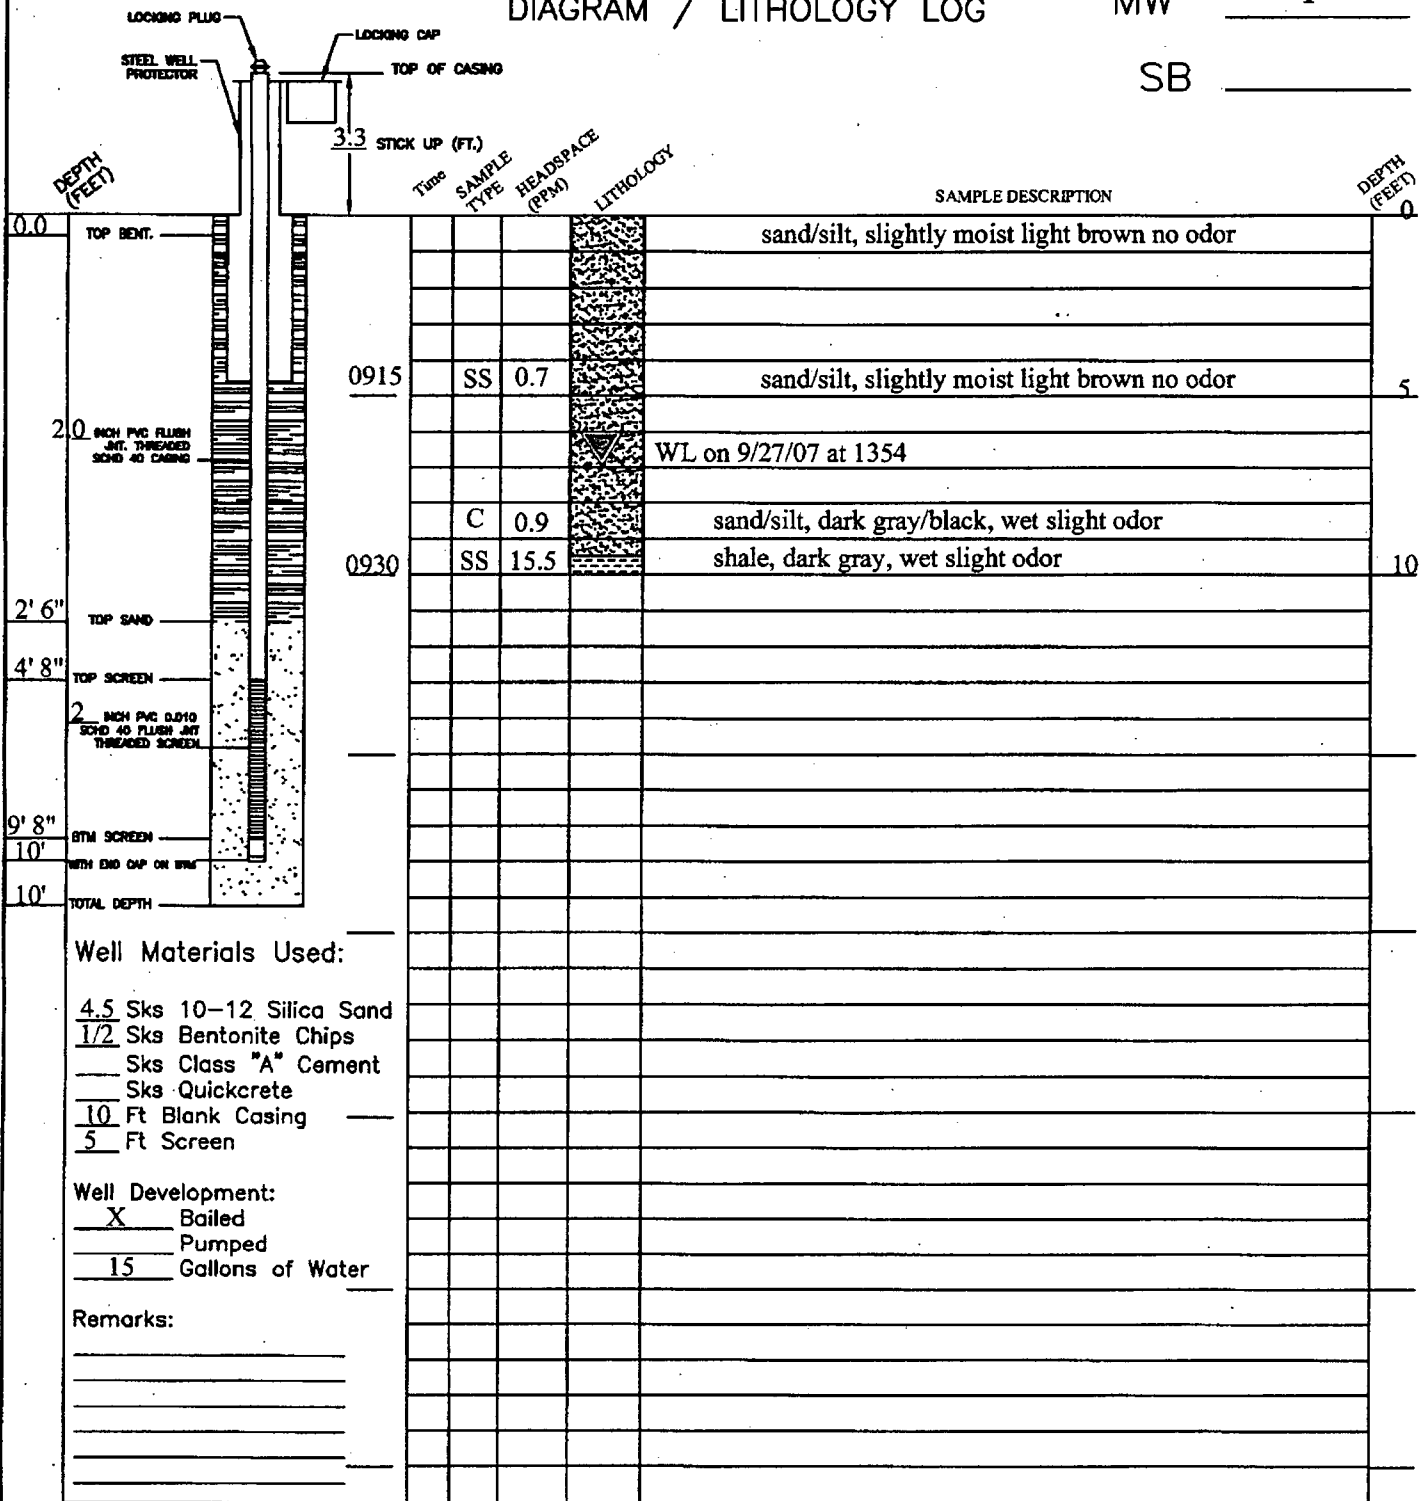 DIAGRAM / LITHOLOGY LOG
MW
SB
LOCKING PLUG
LOCKING CAP
STEEL WELL
PROTECTOR
TOP OF CASING
3.3 STICK UP (FT.)
DEPTH
(FEET)
Time
SAMPLE
TYPE
HEADSPACE
(PPM)
LITHOLOGY
SAMPLE DESCRIPTION
DEPTH
(FEET)
0
0.0 TOP BENT.
sand/silt, slightly moist light brown no odor
0915 SS 0.7 sand/silt, slightly moist light brown no odor
5
2.0 INCH PVC FLUSH
JNT. THREADED
SCHD 40 CASING
WL on 9/27/07 at 1354
C 0.9 sand/silt, dark gray/black, wet slight odor
0930 SS 15.5 shale, dark gray, wet slight odor
10
2' 6" TOP SAND
4' 8" TOP SCREEN
2 INCH PVC 0.010
SCHD 40 FLUSH JNT
THREADED SCREEN
9' 8" BTM SCREEN
10' WITH END CAP ON BTM
10' TOTAL DEPTH
Well Materials Used:
4.5 Sks 10-12 Silica Sand
1/2 Sks Bentonite Chips
Sks Class "A" Cement
Sks Quickcrete
10 Ft Blank Casing
5 Ft Screen
Well Development:
X Bailed
Pumped
15 Gallons of Water
Remarks: